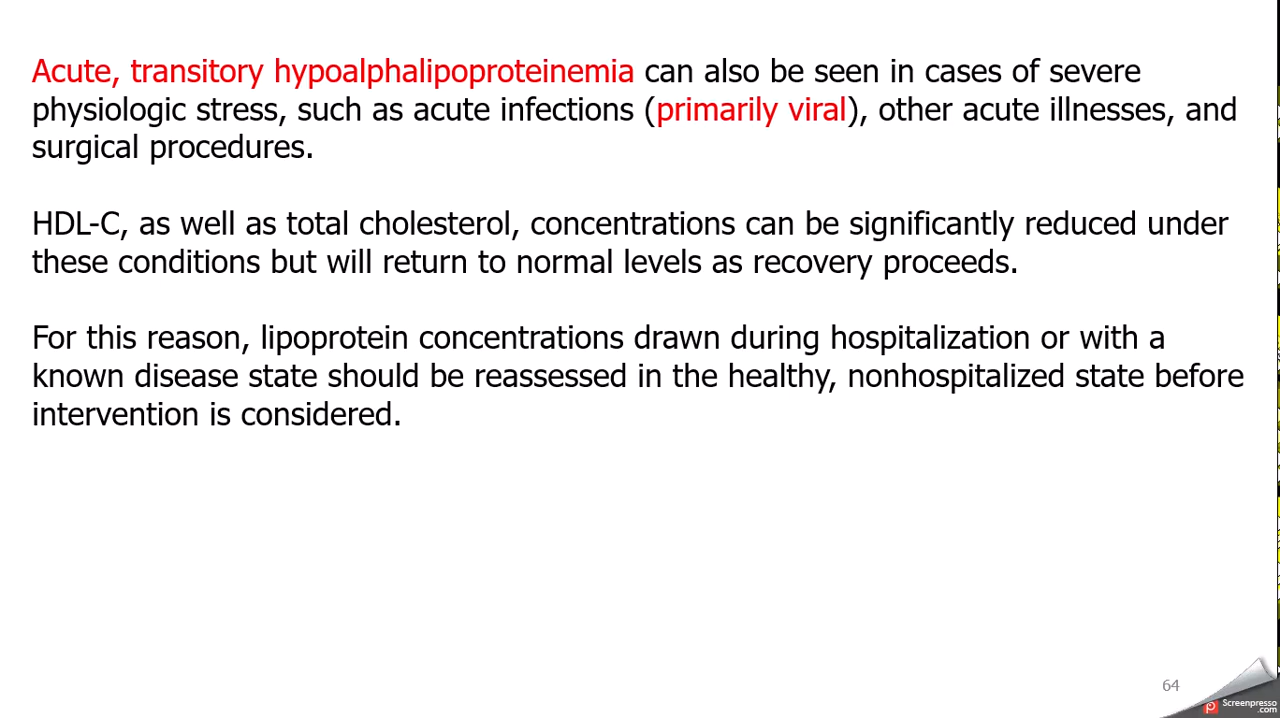 Acute, transitory hypoalphalipoproteinemia can also be seen in cases of severe
physiologic stress, such as acute infections (primarily viral), other acute illnesses, and
surgical procedures.
HDL-C, as well as total cholesterol, concentrations can be significantly reduced under
these conditions but will return to normal levels as recovery proceeds.
For this reason, lipoprotein concentrations drawn during hospitalization or with a
known disease state should be reassessed in the healthy, nonhospitalized state before
intervention is considered.
64
Screenpresso
.com